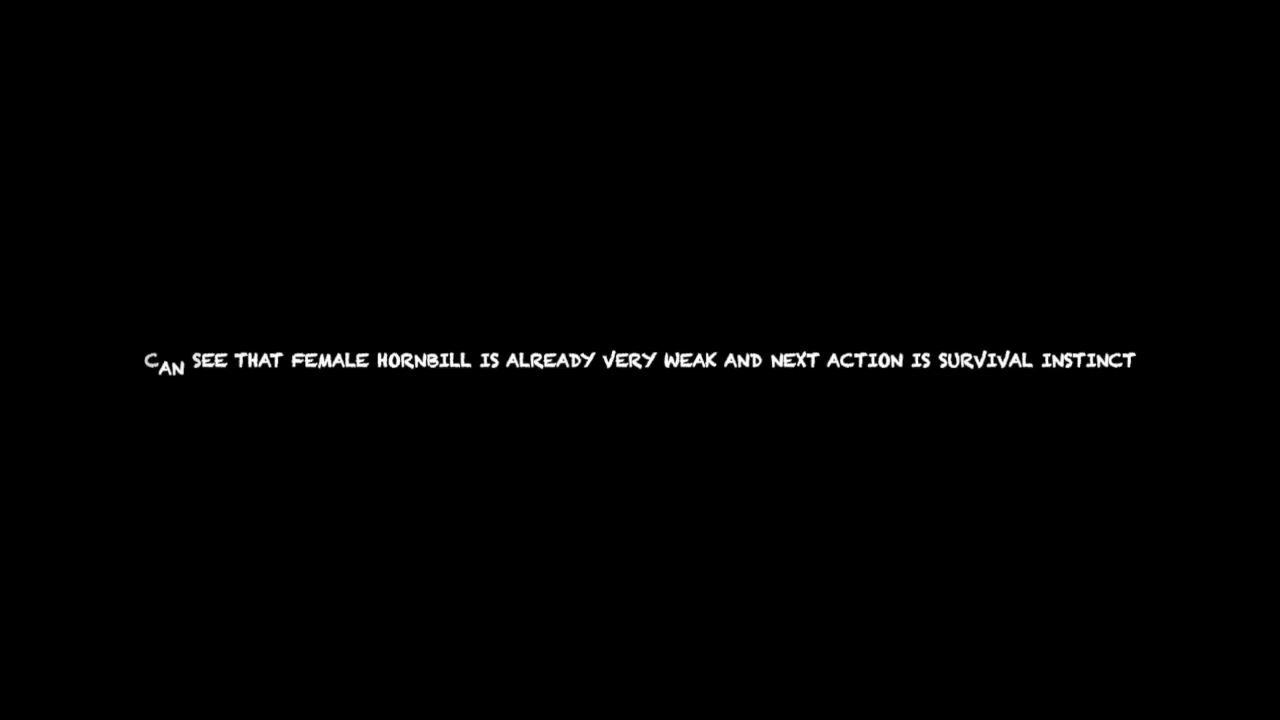 CAN SEE THAT FEMALE HORNBILL IS ALREADY VERY WEAK AND NEXT ACTION IS SURVIVAL INSTINCT